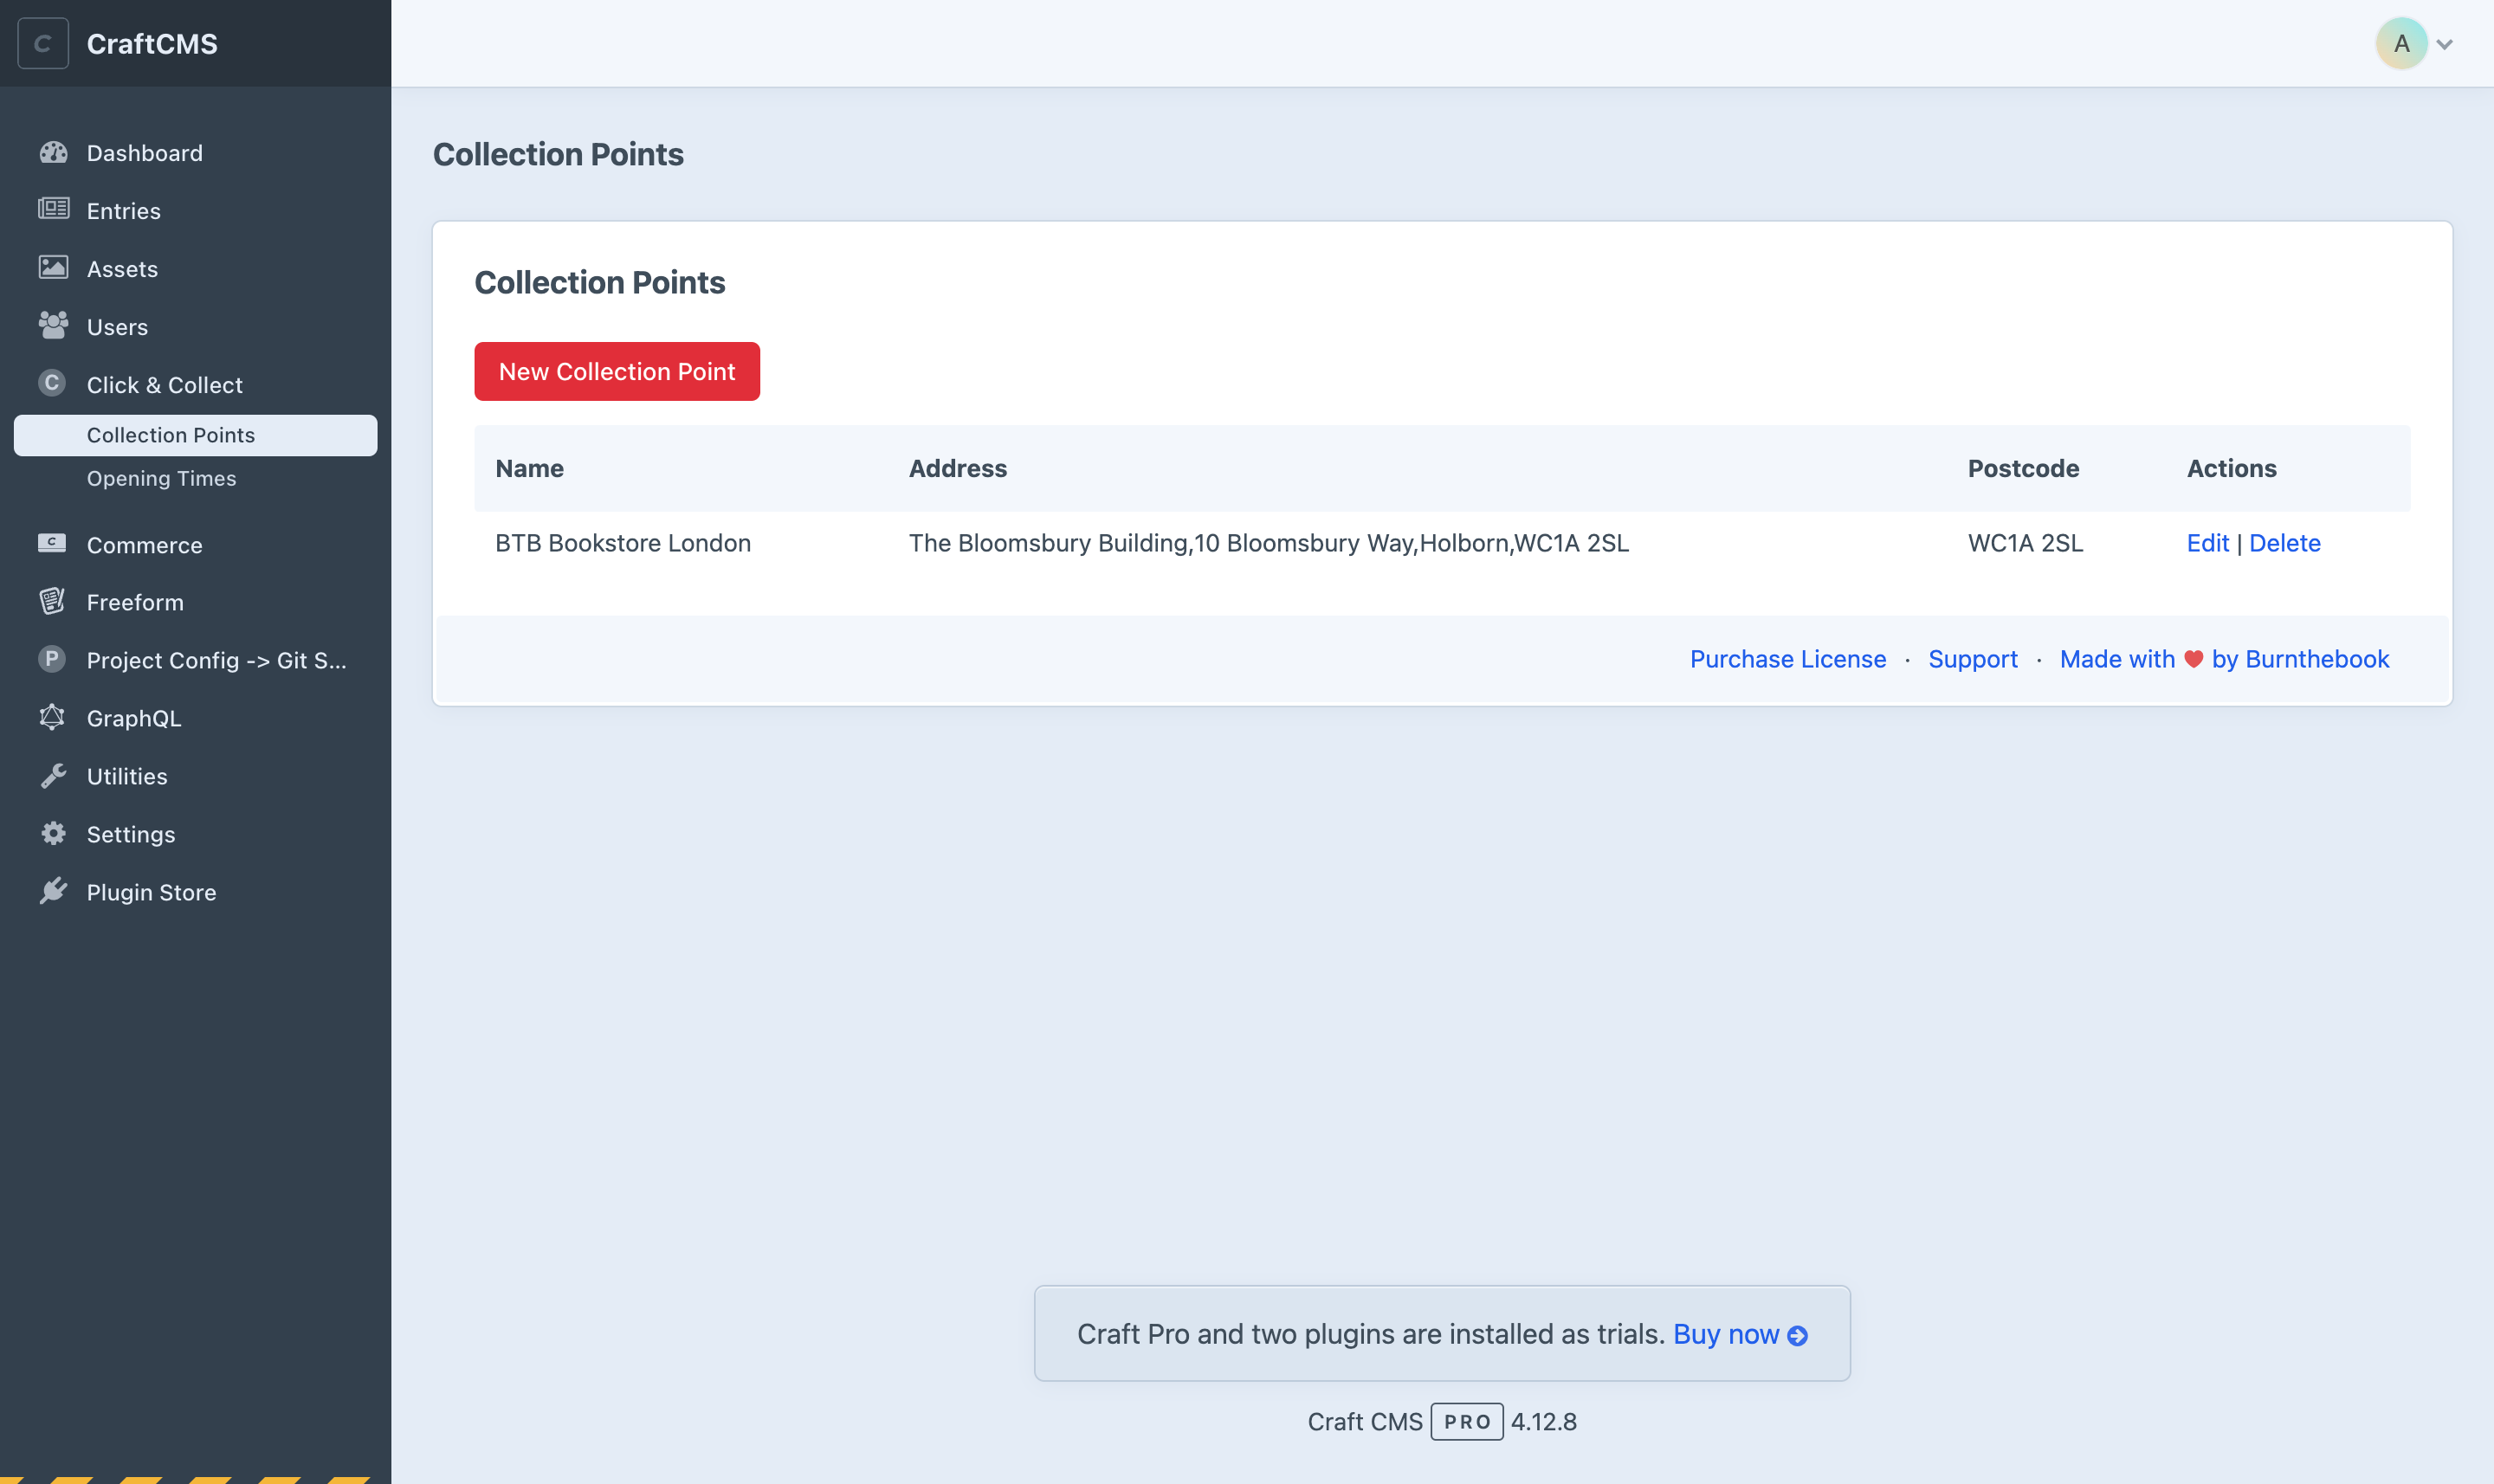 C CraftCMS
A
Dashboard
Entries
Assets
Users
C Click & Collect
Collection Points
Opening Times
C Commerce
Freeform
P Project Config -> Git S...
GraphQL
Utilities
Settings
Plugin Store
Collection Points
Collection Points
New Collection Point
Name Address Postcode Actions
BTB Bookstore London The Bloomsbury Building,10 Bloomsbury Way,Holborn,WC1A 2SL WC1A 2SL Edit | Delete
Purchase License · Support · Made with ❤ by Burnthebook
Craft Pro and two plugins are installed as trials. Buy now
Craft CMS PRO 4.12.8